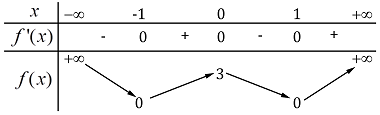 x -∞ -1 0 1 +∞
f'(x) - 0 + 0 - 0 +
+∞ +∞
f(x) 3
0 0